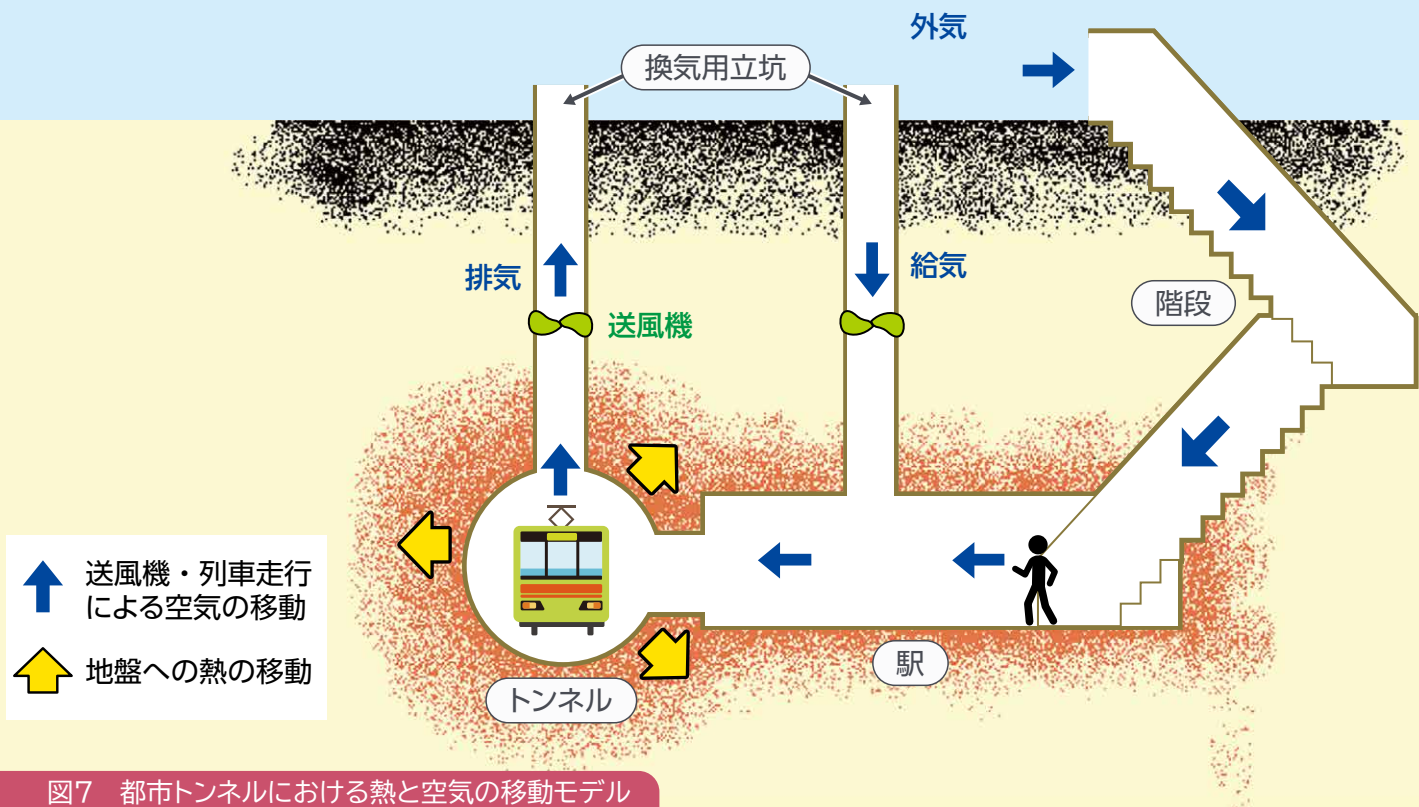 外気
換気用立坑
排気
給気
送風機
階段
送風機・列車走行
による空気の移動
地盤への熱の移動
駅
トンネル
図7　都市トンネルにおける熱と空気の移動モデル